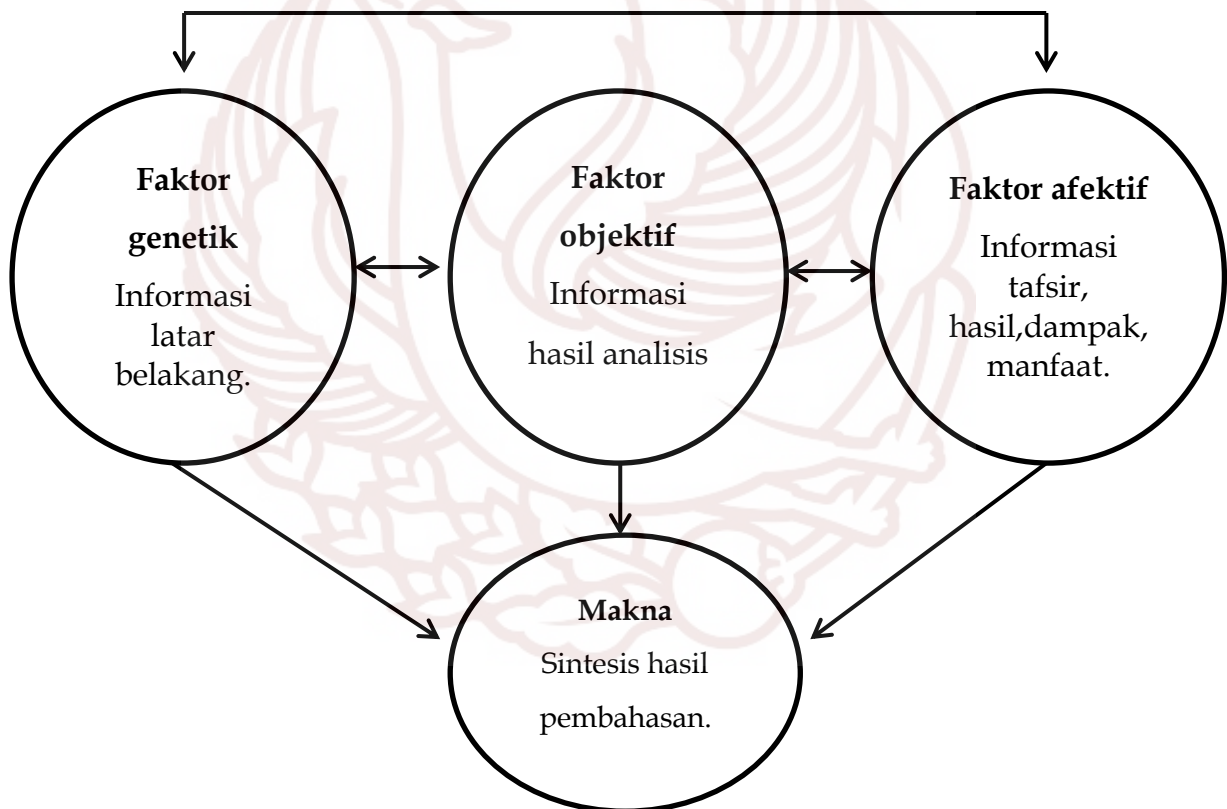 Faktor
genetik
Informasi
latar
belakang.
Faktor
objektif
Informasi
hasil analisis
Faktor afektif
Informasi
tafsir,
hasil,dampak,
manfaat.
Makna
Sintesis hasil
pembahasan.